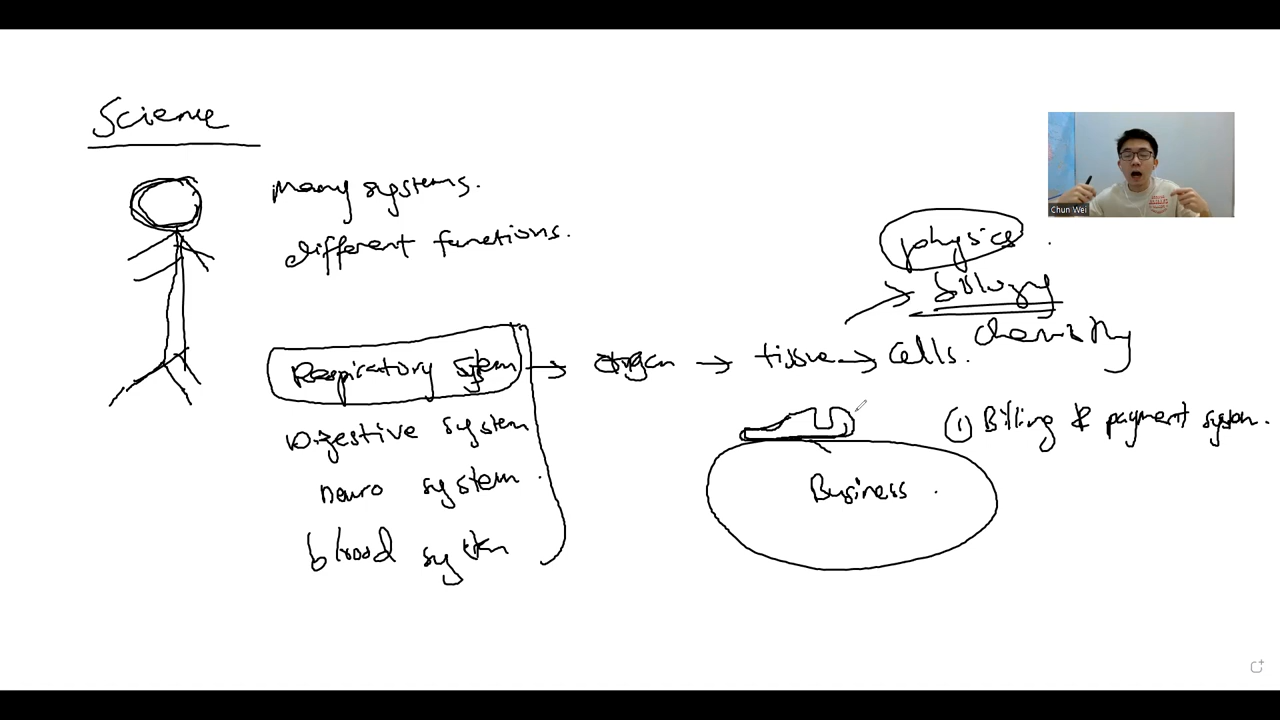 Science
many systems.
different functions.
physics
biology
chemistry
Respiratory system → organ → tissue → cells.
Digestive system
neuro system
blood system
① Billing & payment system.
Business
Chun Wei